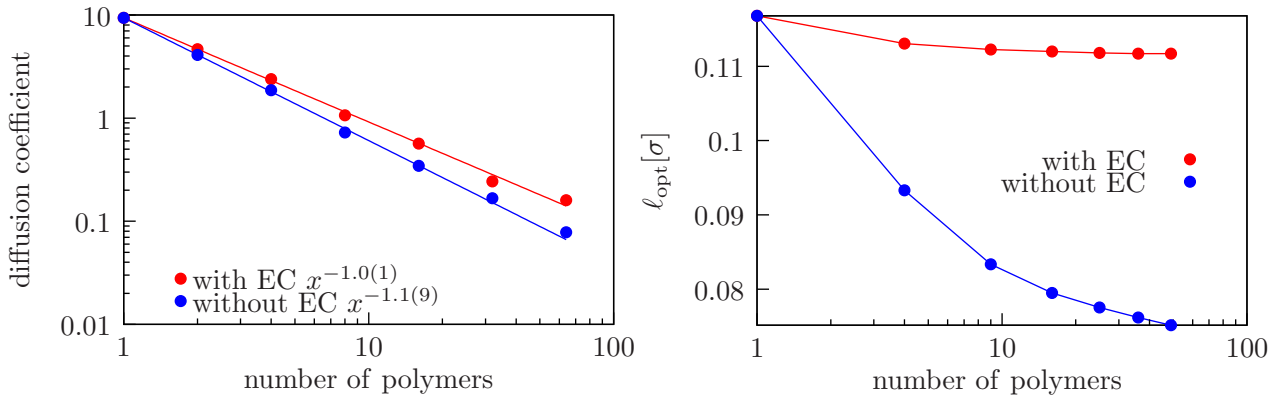 10
1
0.1
0.01
diffusion coefficient
with EC x^{-1.0(1)}
without EC x^{-1.1(9)}
1
10
100
number of polymers
0.11
0.1
0.09
0.08
ℓ_opt[σ]
with EC
without EC
1
10
100
number of polymers